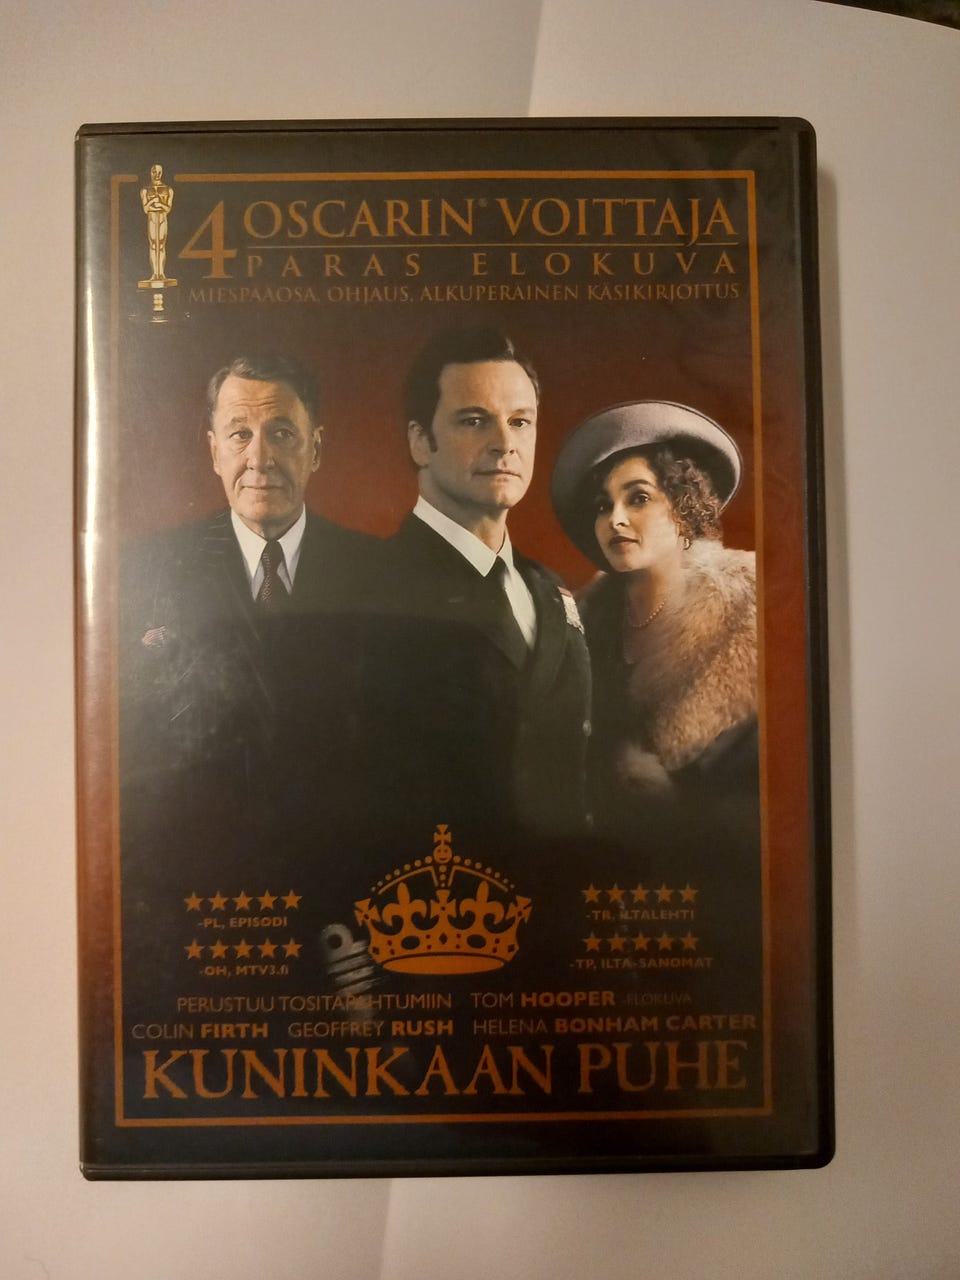 4 OSCARIN® VOITTAJA
PARAS ELOKUVA
MIESPÄÄOSA, OHJAUS, ALKUPERÄINEN KÄSIKIRJOITUS
-PL, EPISODI
-TR, ILTALEHTI
-OH, MTV3.fi
-TP, ILTA-SANOMAT
PERUSTUU TOSITAPAHTUMIIN TOM HOOPER -ELOKUVA
COLIN FIRTH GEOFFREY RUSH HELENA BONHAM CARTER
KUNINKAAN PUHE